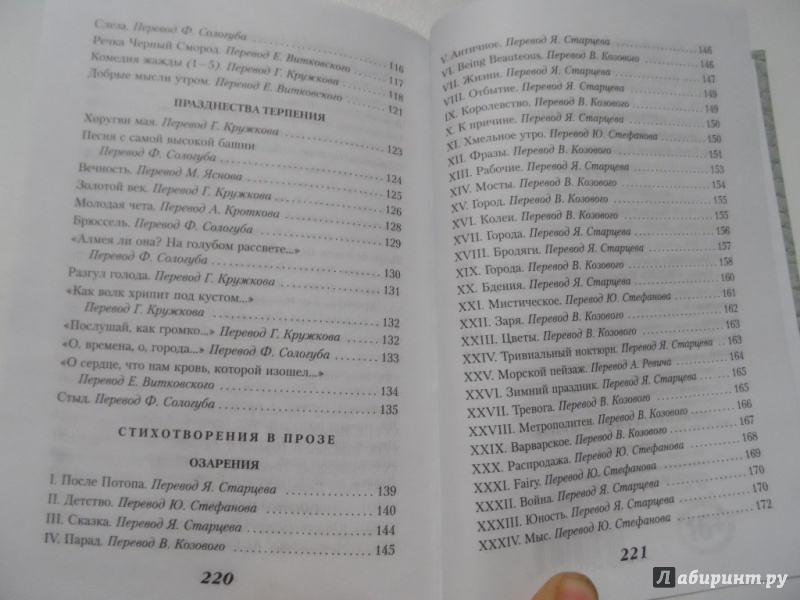 Слеза. Перевод Ф. Сологуба
Речка Черный Смород. Перевод Е. Витковского 116
Комедия жажды (1–5). Перевод Г. Кружкова 117
Добрые мысли утром. Перевод Е. Витковского 118
121
ПРАЗДНЕСТВА ТЕРПЕНИЯ
Хоругви мая. Перевод Г. Кружкова 123
Песня с самой высокой башни
Перевод Ф. Сологуба
Вечность. Перевод М. Яснова 124
Золотой век. Перевод Г. Кружкова 125
Молодая чета. Перевод А. Кроткова 126
Брюссель. Перевод Ф. Сологуба 128
129
«Алмея ли она? На голубом рассвете...»
Перевод Ф. Сологуба 130
Разгул голода. Перевод Г. Кружкова 131
«Как волк хрипит под кустом...»
Перевод Г. Кружкова 132
«Послушай, как громко...» Перевод Г. Кружкова 132
«О, времена, о, города...» Перевод Ф. Сологуба 133
«О сердце, что нам кровь, которой изошел...»
Перевод Е. Витковского 134
Стыд. Перевод Ф. Сологуба 135
СТИХОТВОРЕНИЯ В ПРОЗЕ
ОЗАРЕНИЯ
I. После Потопа. Перевод Я. Старцева 139
II. Детство. Перевод Ю. Стефанова 140
III. Сказка. Перевод Я. Старцева 144
IV. Парад. Перевод В. Козового 145
220
V. Античное. Перевод Я. Старцева 146
VI. Being Beauteous. Перевод В. Козового 146
VII. Жизни. Перевод Я. Старцева 147
VIII. Отбытие. Перевод Я. Старцева 149
IX. Королевство. Перевод В. Козового 149
X. К причине. Перевод Я. Старцева 150
XI. Хмельное утро. Перевод Ю. Стефанова 150
XII. Фразы. Перевод В. Козового 151
XIII. Рабочие. Перевод Я. Старцева 153
XIV. Мосты. Перевод В. Козового 154
XV. Город. Перевод В. Козового 155
XVI. Колеи. Перевод В. Козового 155
XVII. Города. Перевод Я. Старцева 156
XVIII. Бродяги. Перевод Я. Старцева 157
XIX. Города. Перевод В. Козового 158
XX. Бдения. Перевод Я. Старцева 160
XXI. Мистическое. Перевод Ю. Стефанова 161
XXII. Заря. Перевод В. Козового 162
XXIII. Цветы. Перевод В. Козового 163
XXIV. Тривиальный ноктюрн. Перевод Я. Старцева 163
XXV. Морской пейзаж. Перевод А. Ревича 164
XXVI. Зимний праздник. Перевод Я. Старцева 165
XXVII. Тревога. Перевод В. Козового 165
XXVIII. Метрополитен. Перевод В. Козового 166
XXIX. Варварское. Перевод В. Козового 167
XXX. Распродажа. Перевод Ю. Стефанова 168
XXXI. Fairy. Перевод Ю. Стефанова 169
XXXII. Война. Перевод Я. Старцева 170
XXXIII. Юность. Перевод Я. Старцева 170
XXXIV. Мыс. Перевод Ю. Стефанова 172
221
Лабиринт.ру